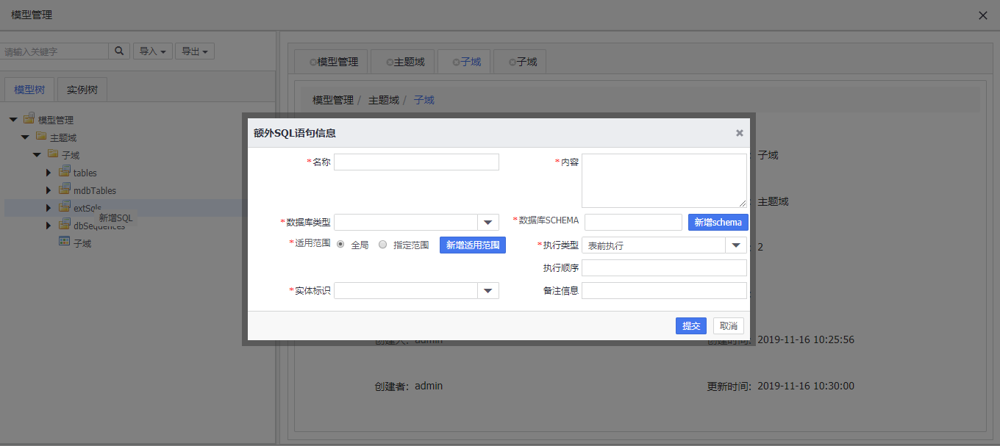 模型管理
请输入关键字
导入
导出
模型树
实例树
模型管理
主题域
子域
tables
mdbTables
extSqls
新增SQL
dbSequences
子域
模型管理
主题域
子域
子域
模型管理 / 主题域 / 子域
子域
主题域
2
额外SQL语句信息
*名称
*内容
*数据库类型
*数据库SCHEMA
新增schema
*适用范围
全局
指定范围
新增适用范围
*执行类型
表前执行
执行顺序
*实体标识
备注信息
提交
取消
创建人：admin
创建时间：2019-11-16 10:25:56
创建者：admin
更新时间：2019-11-16 10:30:00